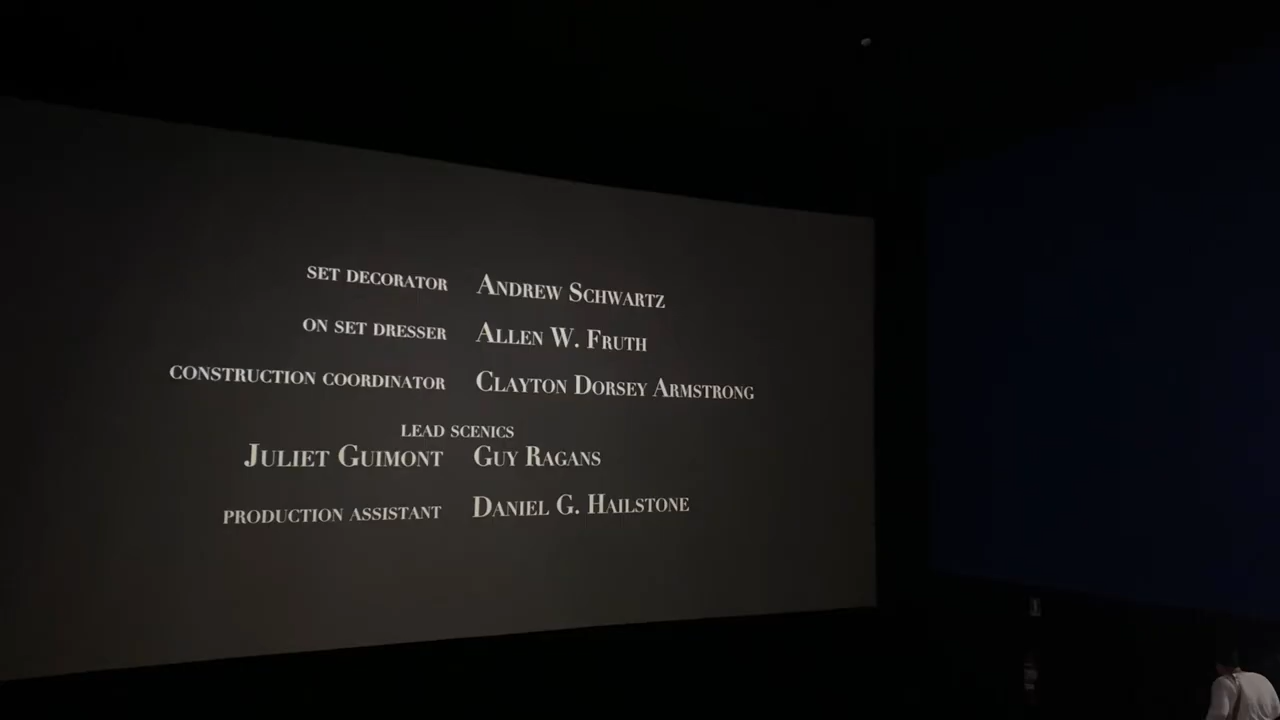 SET DECORATOR ANDREW SCHWARTZ
ON SET DRESSER ALLEN W. FRUTH
CONSTRUCTION COORDINATOR CLAYTON DORSEY ARMSTRONG
LEAD SCENICS
JULIET GUIMONT GUY RAGANS
PRODUCTION ASSISTANT DANIEL G. HAILSTONE